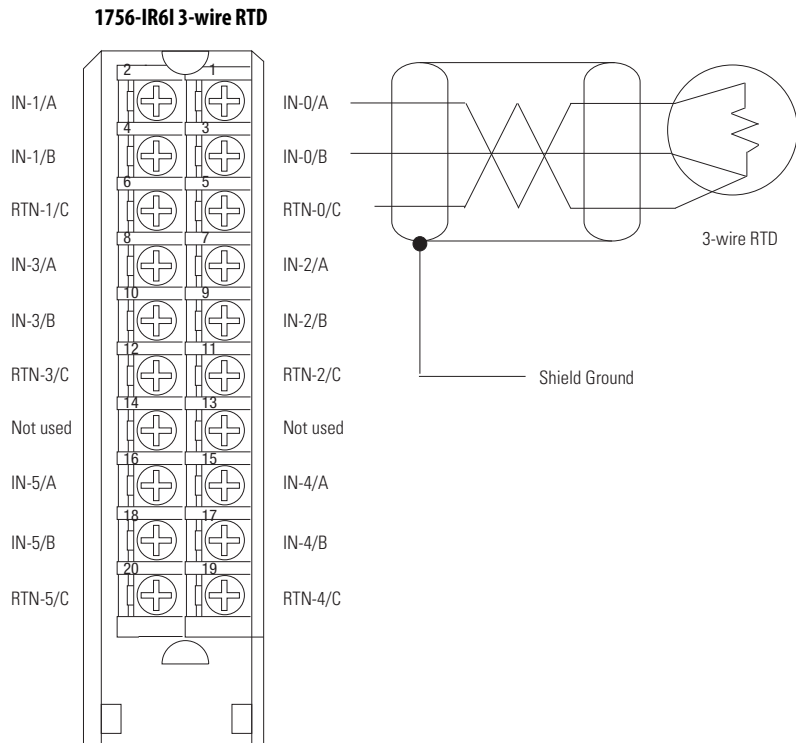 1756-IR6I 3-wire RTD
2 1
IN-1/A IN-0/A
4 3
IN-1/B IN-0/B
6 5
RTN-1/C RTN-0/C
8 7
3-wire RTD
IN-3/A IN-2/A
10 9
IN-3/B IN-2/B
12 11
RTN-3/C RTN-2/C
Shield Ground
14 13
Not used Not used
16 15
IN-5/A IN-4/A
18 17
IN-5/B IN-4/B
20 19
RTN-5/C RTN-4/C